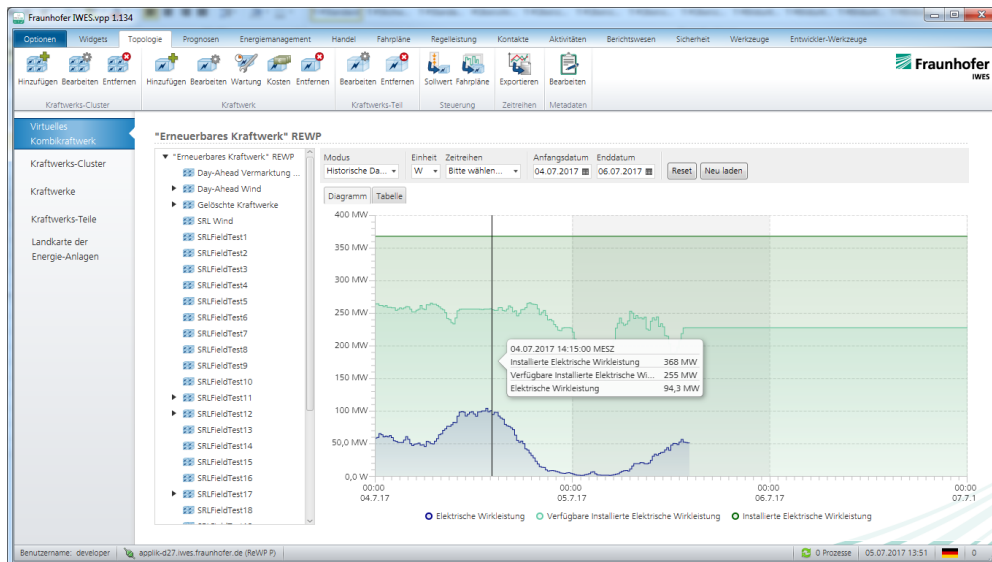 Fraunhofer IWES.vpp 1.134
Optionen Widgets Topologie Prognosen Energiemanagement Handel Fahrpläne Regelleistung Kontakte Aktivitäten Berichtswesen Sicherheit Werkzeuge Entwickler-Werkzeuge
Hinzufügen Bearbeiten Entfernen Hinzufügen Bearbeiten Wartung Kosten Entfernen Bearbeiten Entfernen Sollwert Fahrpläne Exportieren Bearbeiten
Kraftwerks-Cluster Kraftwerk Kraftwerks-Teil Steuerung Zeitreihen Metadaten
Fraunhofer
IWES
Virtuelles
Kombikraftwerk
Kraftwerks-Cluster
Kraftwerke
Kraftwerks-Teile
Landkarte der
Energie-Anlagen
"Erneuerbares Kraftwerk" REWP
"Erneuerbares Kraftwerk" REWP
Day-Ahead Vermarktung ...
Day-Ahead Wind
Gelöschte Kraftwerke
SRL Wind
SRLFieldTest1
SRLFieldTest2
SRLFieldTest3
SRLFieldTest4
SRLFieldTest5
SRLFieldTest6
SRLFieldTest7
SRLFieldTest8
SRLFieldTest9
SRLFieldTest10
SRLFieldTest11
SRLFieldTest12
SRLFieldTest13
SRLFieldTest14
SRLFieldTest15
SRLFieldTest16
SRLFieldTest17
SRLFieldTest18
Modus Einheit Zeitreihen Anfangsdatum Enddatum
Historische Da... W Bitte wählen... 04.07.2017 06.07.2017 Reset Neu laden
Diagramm Tabelle
400 MW
350 MW
300 MW
250 MW
200 MW
150 MW
100 MW
50,0 MW
0,0 W
04.07.2017 14:15:00 MESZ
Installierte Elektrische Wirkleistung 368 MW
Verfügbare Installierte Elektrische Wi... 255 MW
Elektrische Wirkleistung 94,3 MW
00:00 00:00 00:00 00:00
04.7.17 05.7.17 06.7.17 07.7.1
Elektrische Wirkleistung Verfügbare Installierte Elektrische Wirkleistung Installierte Elektrische Wirkleistung
Benutzername: developer applik-d27.iwes.fraunhofer.de (ReWP P) 0 Prozesse 05.07.2017 13:51 0